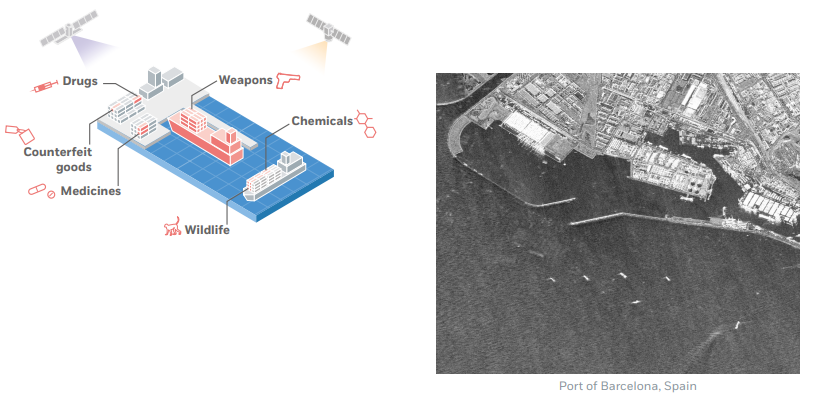 Drugs
Weapons
Chemicals
Counterfeit
goods
Medicines
Wildlife
Port of Barcelona, Spain